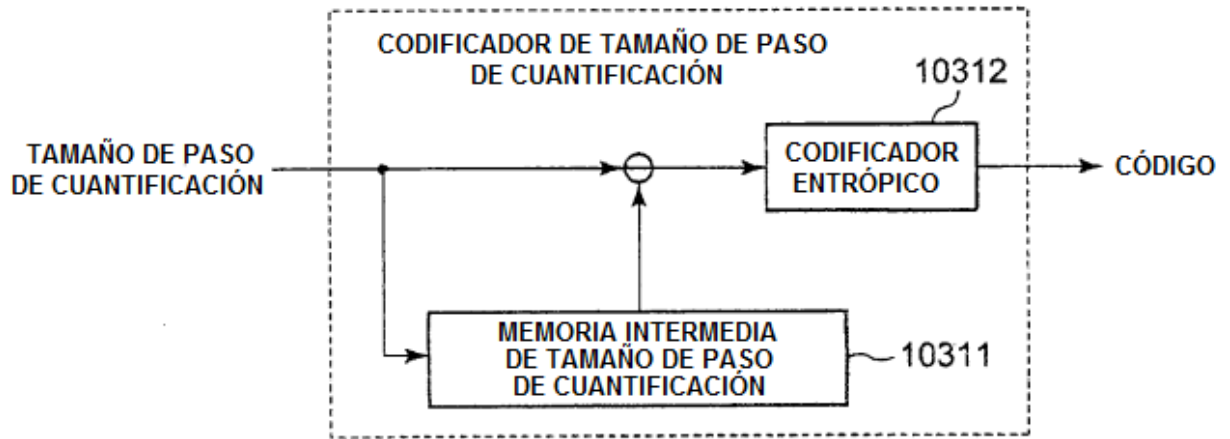 CODIFICADOR DE TAMAÑO DE PASO
DE CUANTIFICACIÓN
10312
TAMAÑO DE PASO
DE CUANTIFICACIÓN
CODIFICADOR
ENTRÓPICO
CÓDIGO
MEMORIA INTERMEDIA
DE TAMAÑO DE PASO
DE CUANTIFICACIÓN
10311